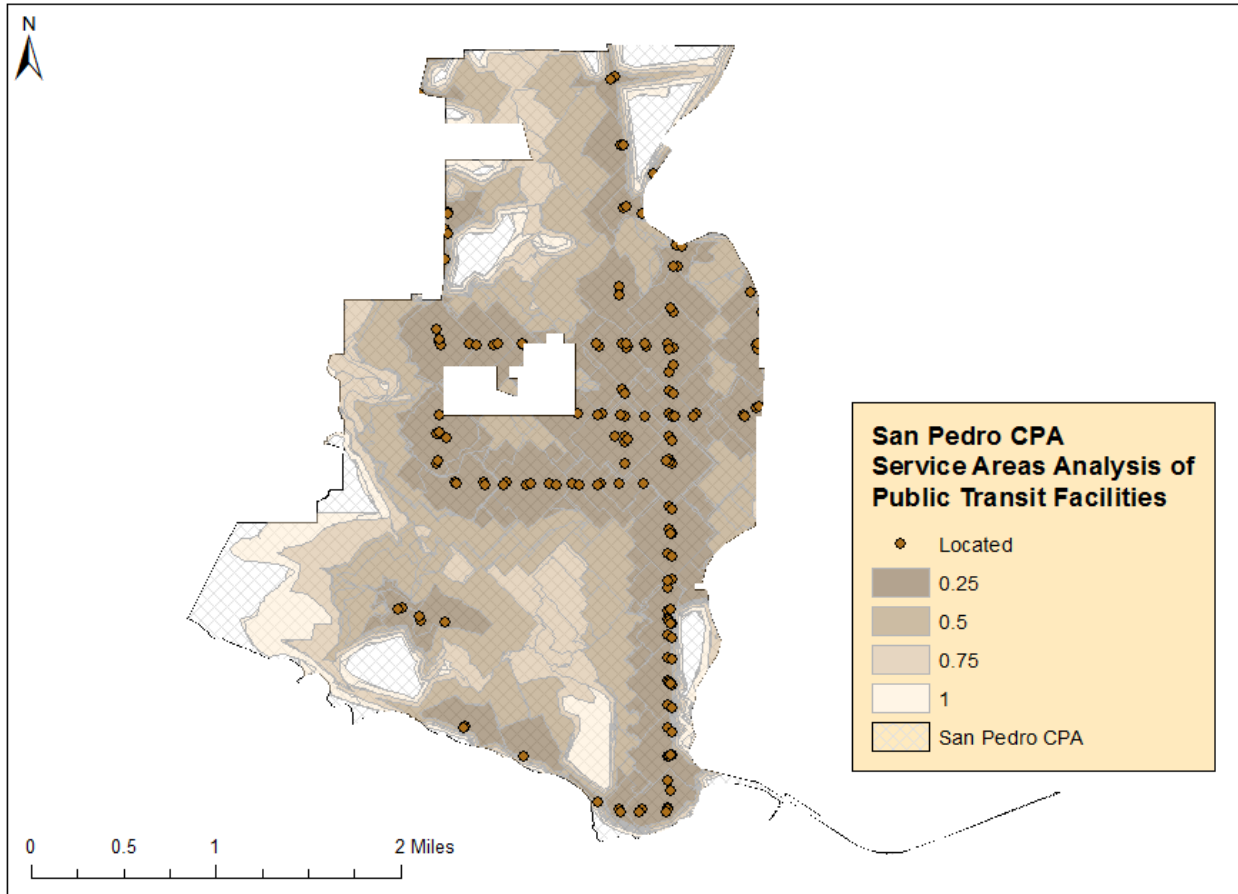 N
San Pedro CPA
Service Areas Analysis of
Public Transit Facilities
Located
0.25
0.5
0.75
1
San Pedro CPA
0 0.5 1 2 Miles